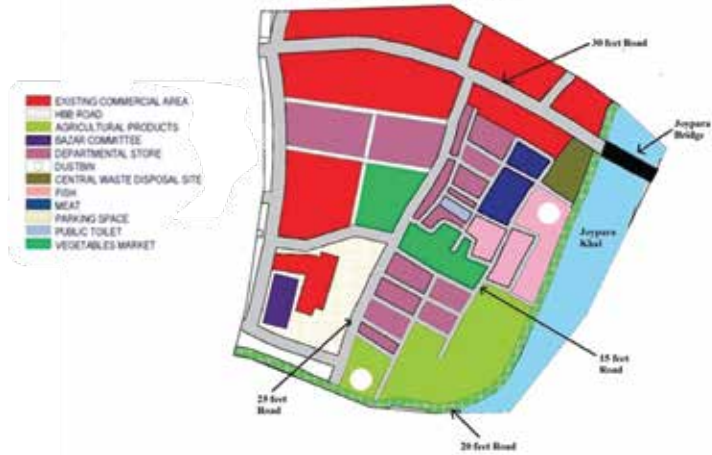 30 feet Road
Joypara
Bridge
EXISTING COMMERCIAL AREA
HBB ROAD
AGRICULTURAL PRODUCTS
BAZAR COMMITTEE
DEPARTMENTAL STORE
DUSTBIN
CENTRAL WASTE DISPOSAL SITE
FISH
MEAT
PARKING SPACE
PUBLIC TOILET
VEGETABLES MARKET
Joypara
Khal
15 feet
Road
25 feet
Road
20 feet Road